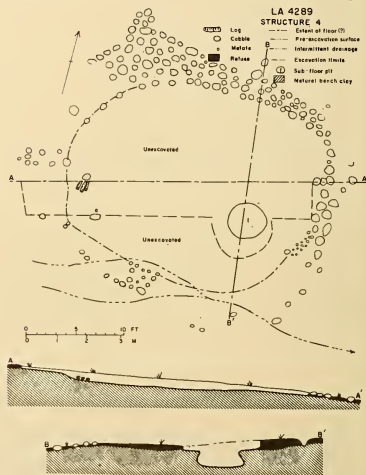 LA 4289
STRUCTURE 4
Log
Cobble
Metate
Refuse
Extent of floor (?)
Pre-excavation surface
Intermittent drainage
Excavation limits
Sub-floor pit
Natural bench clay
B
Unexcavated
A
A'
1
Unexcavated
B'
0 5 10 FT
0 3 M
A
A'
B
B'